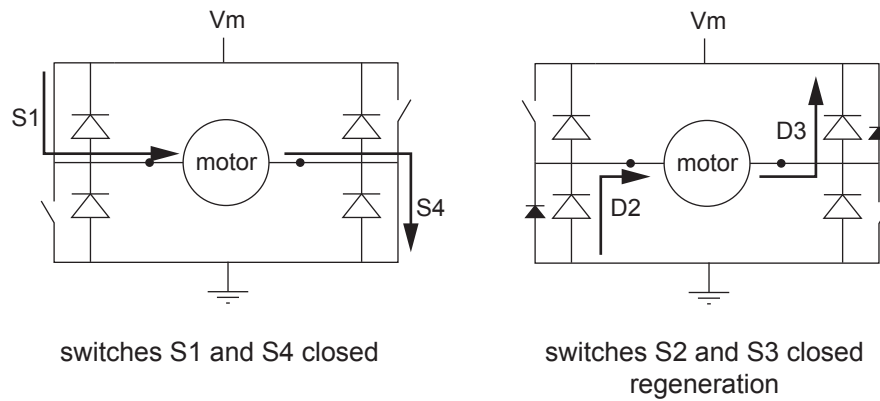 Vm
S1
motor
S4
switches S1 and S4 closed
Vm
D3
motor
D2
switches S2 and S3 closed
regeneration